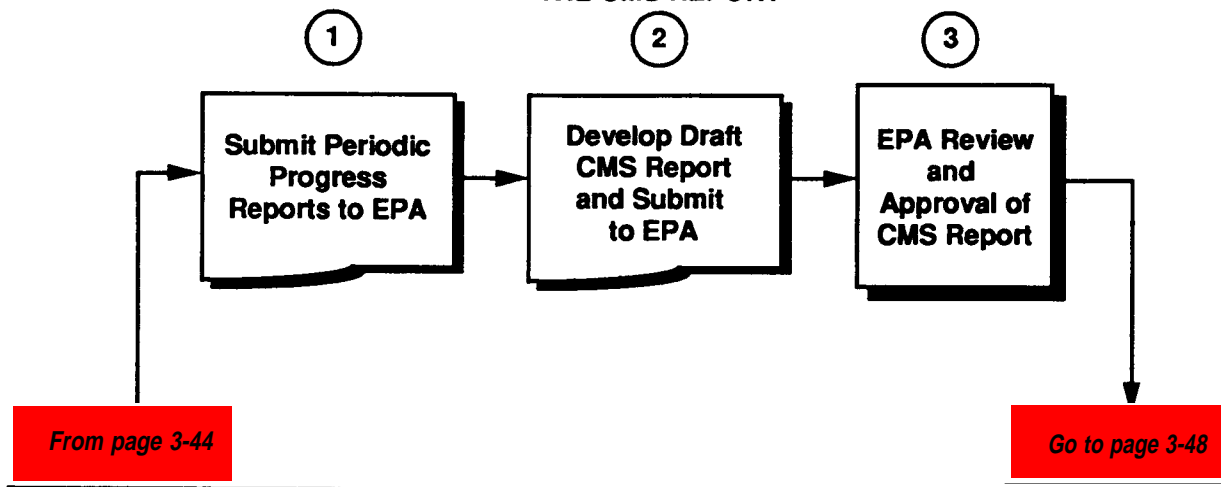 1
2
3
Submit Periodic
Progress
Reports to EPA
Develop Draft
CMS Report
and Submit
to EPA
EPA Review
and
Approval of
CMS Report
From page 3-44
Go to page 3-48